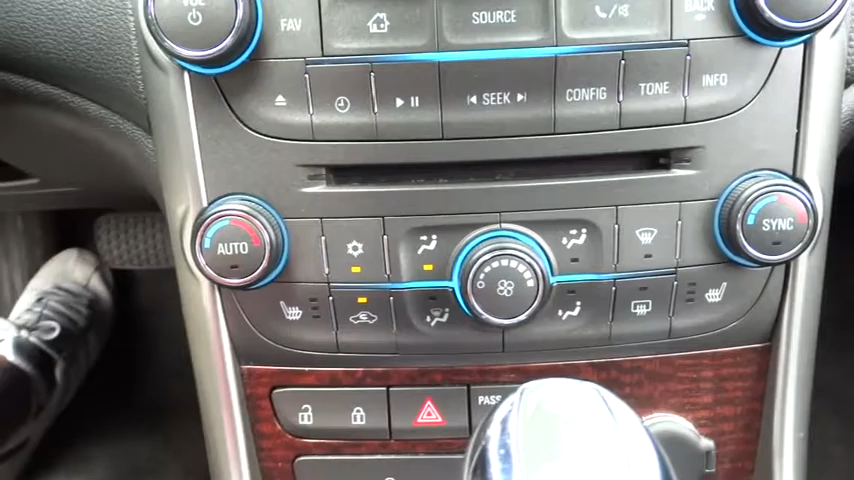 FAV SOURCE BACK
SEEK CONFIG TONE INFO
AUTO SYNC
PASS